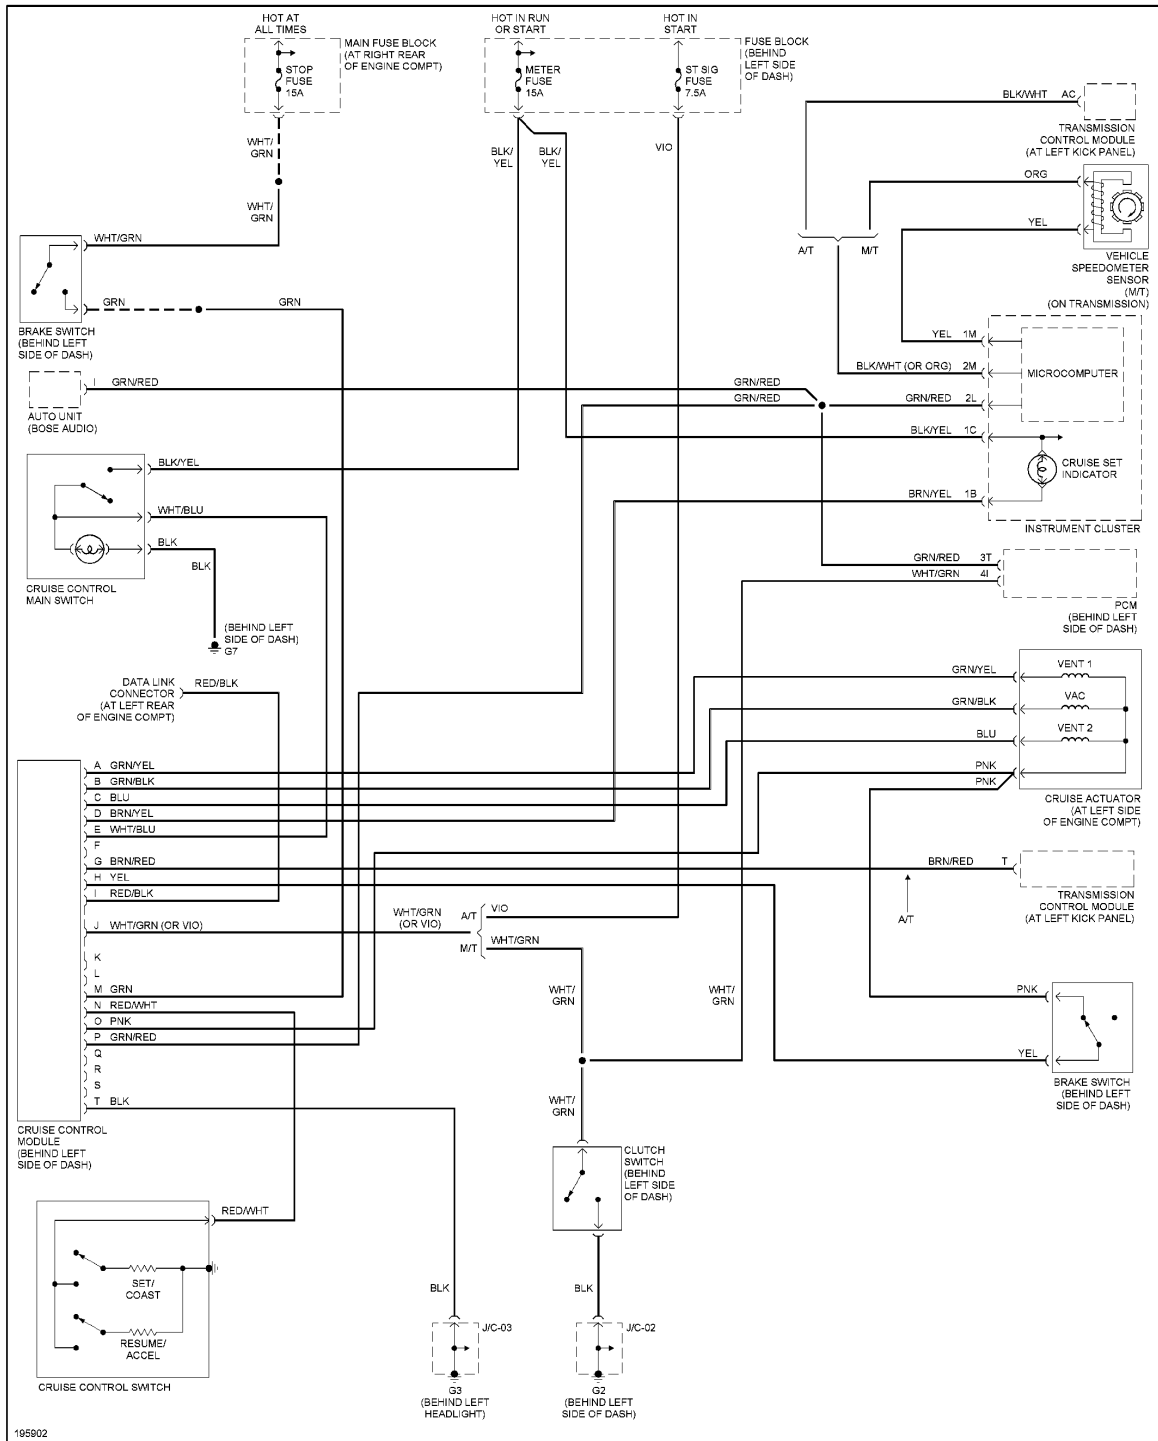 HOT AT
ALL TIMES
HOT IN RUN
OR START
HOT IN
START
MAIN FUSE BLOCK
(AT RIGHT REAR
OF ENGINE COMPT)
STOP
FUSE
15A
METER
FUSE
15A
ST SIG
FUSE
7.5A
FUSE BLOCK
(BEHIND
LEFT SIDE
OF DASH)
BLK/WHT AC
TRANSMISSION
CONTROL MODULE
(AT LEFT KICK PANEL)
WHT/
GRN
BLK/
YEL
BLK/
YEL
VIO
ORG
WHT/
GRN
YEL
WHT/GRN
A/T
M/T
VEHICLE
SPEEDOMETER
SENSOR
(M/T)
(ON TRANSMISSION)
GRN
GRN
BRAKE SWITCH
(BEHIND LEFT
SIDE OF DASH)
YEL 1M
BLK/WHT (OR ORG) 2M
MICROCOMPUTER
I GRN/RED
GRN/RED
GRN/RED
GRN/RED 2L
AUTO UNIT
(BOSE AUDIO)
BLK/YEL 1C
CRUISE SET
INDICATOR
BLK/YEL
BRN/YEL 1B
WHT/BLU
INSTRUMENT CLUSTER
BLK
BLK
CRUISE CONTROL
MAIN SWITCH
GRN/RED 3T
WHT/GRN 4I
PCM
(BEHIND LEFT
SIDE OF DASH)
(BEHIND LEFT
SIDE OF DASH)
G7
DATA LINK
CONNECTOR
(AT LEFT REAR
OF ENGINE COMPT)
RED/BLK
GRN/YEL
VENT 1
GRN/BLK
VAC
BLU
VENT 2
PNK
PNK
CRUISE ACTUATOR
(AT LEFT SIDE
OF ENGINE COMPT)
A GRN/YEL
B GRN/BLK
C BLU
D BRN/YEL
E WHT/BLU
F
G BRN/RED
H YEL
I RED/BLK
J WHT/GRN (OR VIO)
K
L
M GRN
N RED/WHT
O PNK
P GRN/RED
Q
R
S
T BLK
CRUISE CONTROL
MODULE
(BEHIND LEFT
SIDE OF DASH)
BRN/RED T
A/T
TRANSMISSION
CONTROL MODULE
(AT LEFT KICK PANEL)
WHT/GRN
(OR VIO)
A/T
VIO
M/T
WHT/GRN
WHT/
GRN
WHT/
GRN
PNK
YEL
BRAKE SWITCH
(BEHIND LEFT
SIDE OF DASH)
WHT/
GRN
CLUTCH
SWITCH
(BEHIND
LEFT SIDE
OF DASH)
RED/WHT
SET/
COAST
RESUME/
ACCEL
CRUISE CONTROL SWITCH
BLK
BLK
J/C-03
J/C-02
G3
(BEHIND LEFT
HEADLIGHT)
G2
(BEHIND LEFT
SIDE OF DASH)
195902